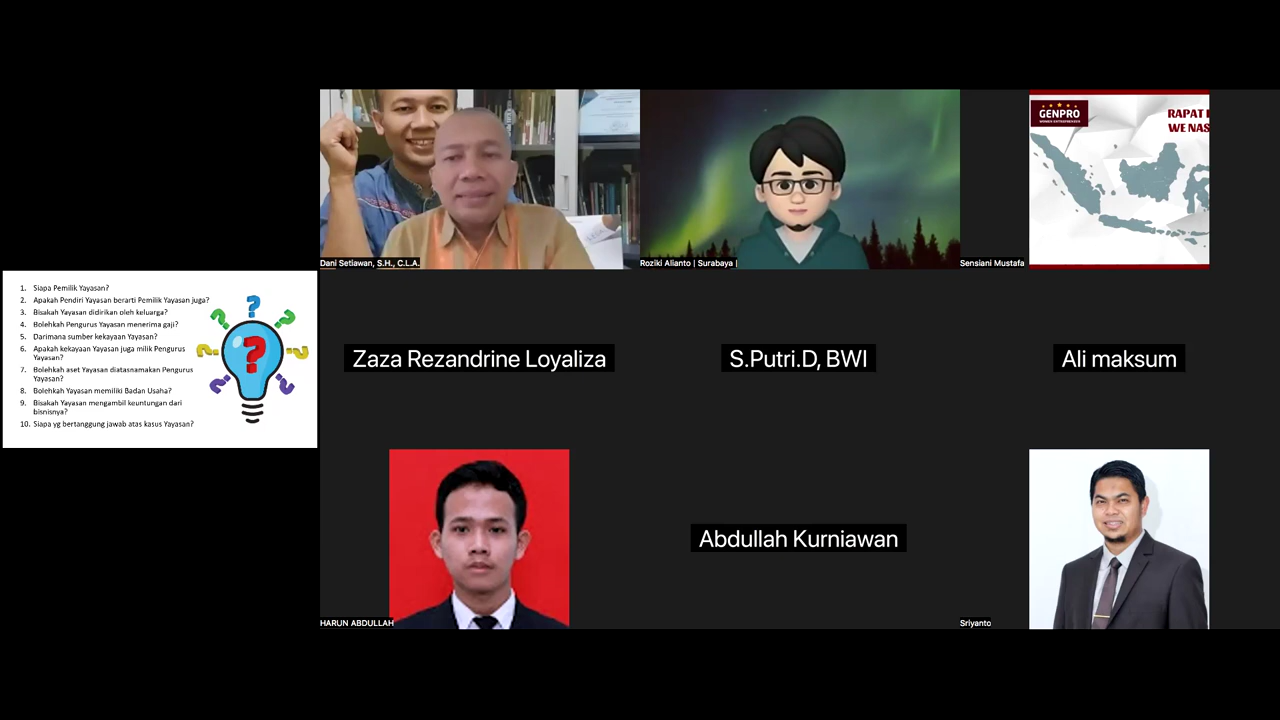 1. Siapa Pemilik Yayasan?
2. Apakah Pendiri Yayasan berarti Pemilik Yayasan juga?
3. Bisakah Yayasan didirikan oleh keluarga?
4. Bolehkah Pengurus Yayasan menerima gaji?
5. Darimana sumber kekayaan Yayasan?
6. Apakah kekayaan Yayasan juga milik Pengurus
Yayasan?
7. Bolehkah aset Yayasan diatasnamakan Pengurus
Yayasan?
8. Bolehkah Yayasan memiliki Badan Usaha?
9. Bisakah Yayasan mengambil keuntungan dari
bisnisnya?
10. Siapa yg bertanggung jawab atas kasus Yayasan?
? ? ? ? ? ? ? ?
Dani Setiawan, S.H., C.L.A.
Roziki Alianto | Surabaya |
GENPRO
WOMEN ENTREPRENEUR
RAPAT
WE NAS
Sensiani Mustafa
Zaza Rezandrine Loyaliza
S.Putri.D, BWI
Ali maksum
HARUN ABDULLAH
Abdullah Kurniawan
Sriyanto